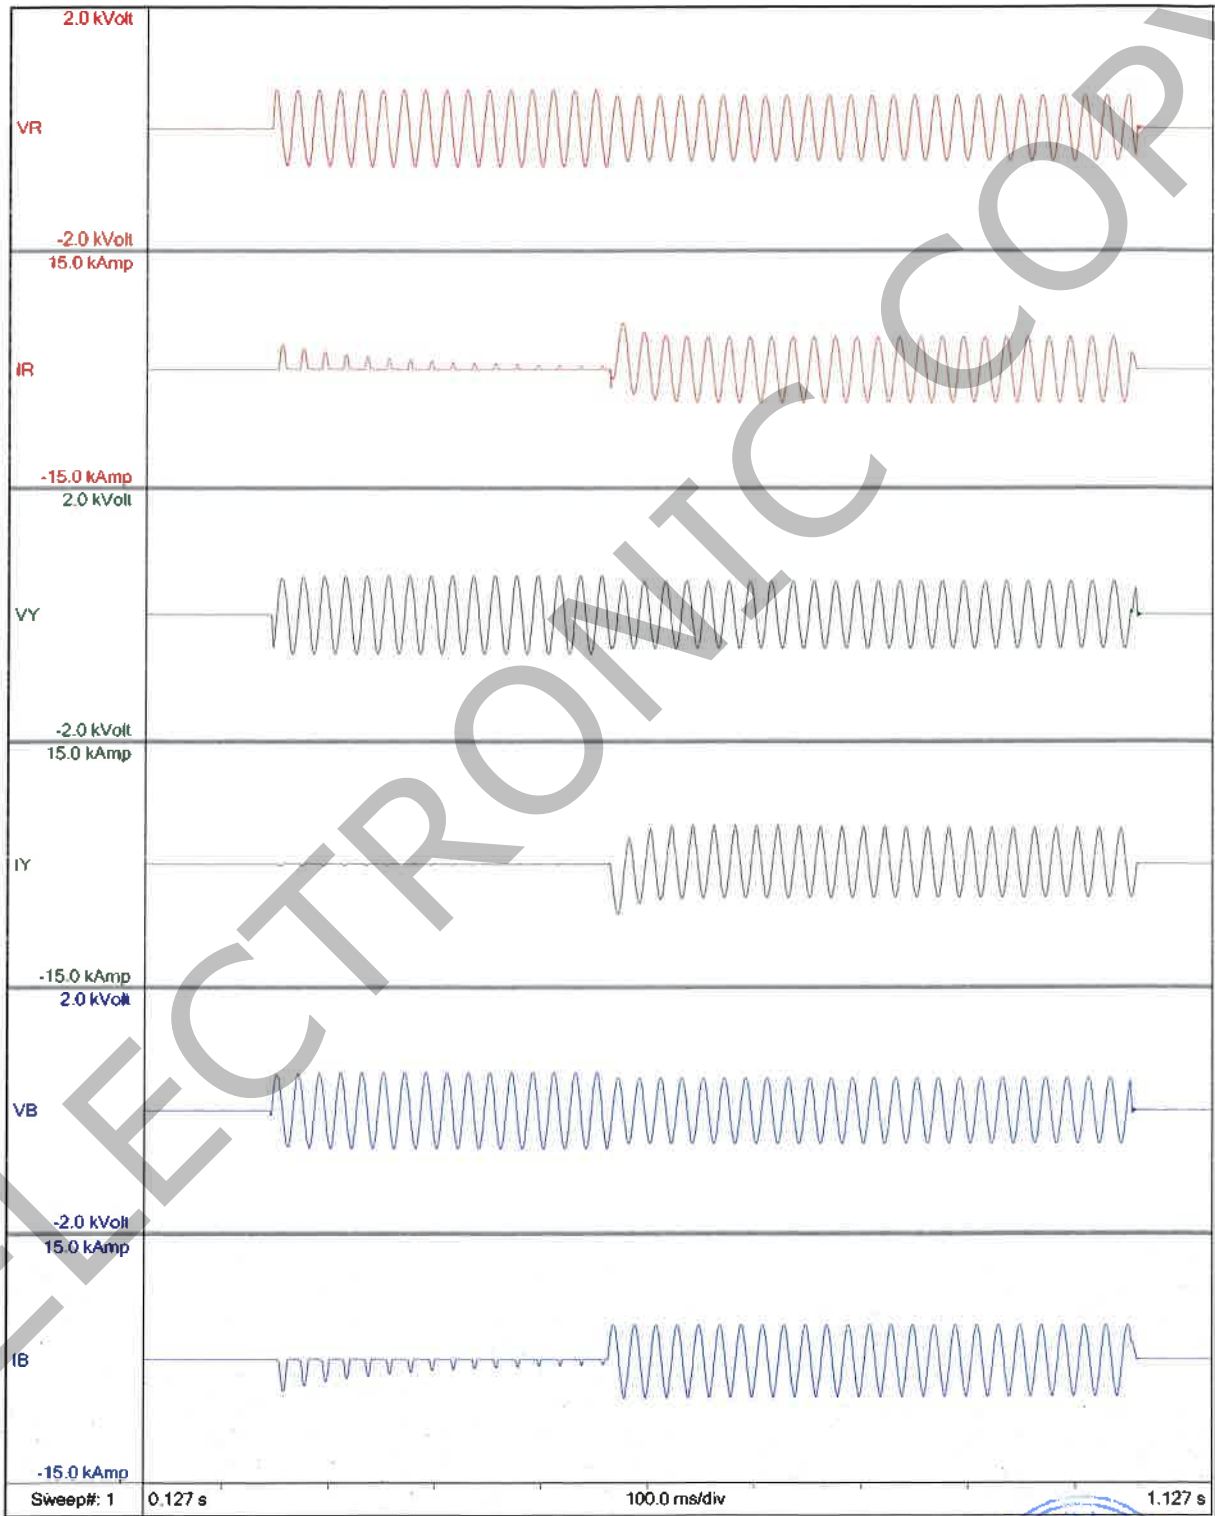 2.0 kVolt
VR
-2.0 kVolt
15.0 kAmp
IR
-15.0 kAmp
2.0 kVolt
VY
-2.0 kVolt
15.0 kAmp
IY
-15.0 kAmp
2.0 kVolt
VB
-2.0 kVolt
15.0 kAmp
IB
-15.0 kAmp
Sweep#: 1 0.127 s 100.0 ms/div 1.127 s
ELECTRONIC COPY